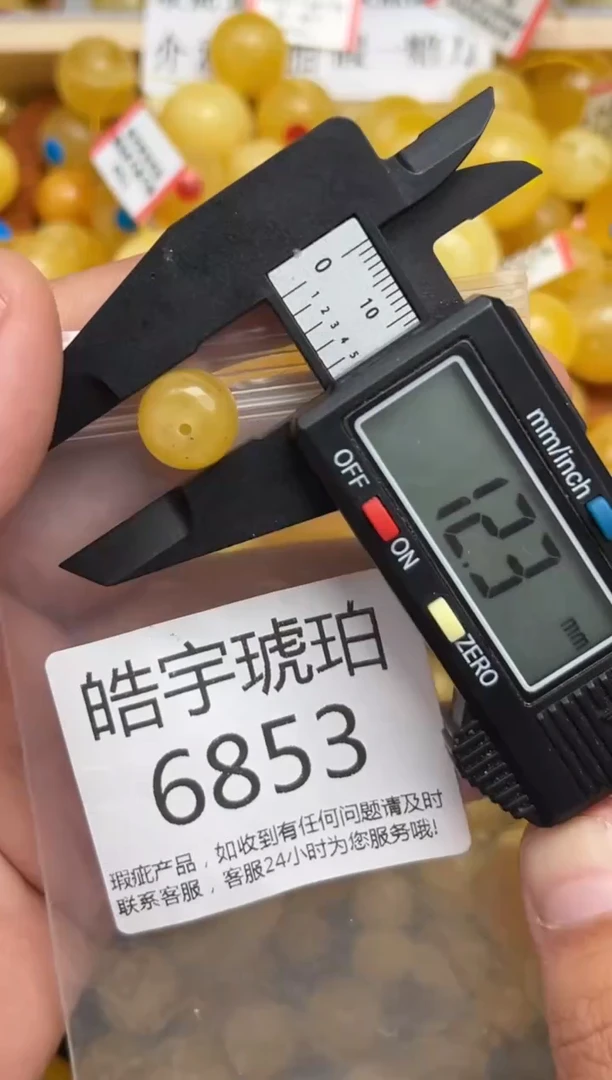 0
10
1 2 3 4 5
mm/inch
OFF
ON
12.3
mm
ZERO
皓宇琥珀
6853
瑕疵产品，如收到有任何问题请及时
联系客服，客服24小时为您服务哦!